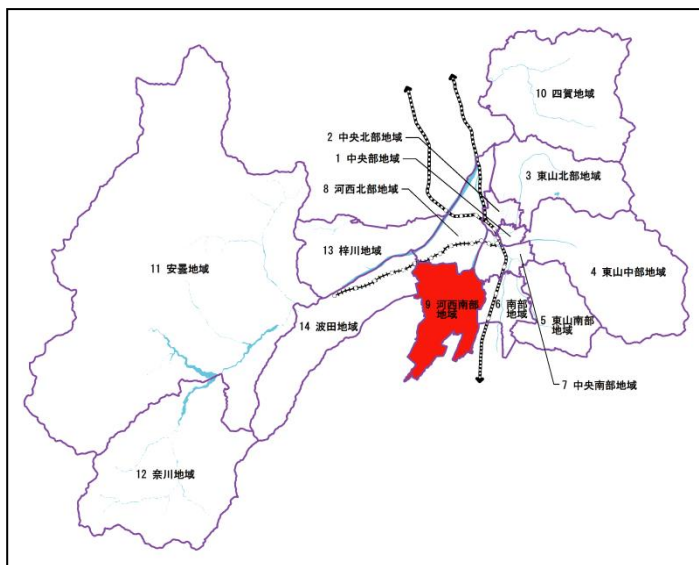 10 四賀地域
2 中央北部地域
1 中央部地域
3 東山北部地域
8 河西北部地域
13 梓川地域
11 安曇地域
4 東山中部地域
9 河西南部
地域
6 南部
地域
5 東山南部
地域
14 波田地域
7 中央南部地域
12 奈川地域